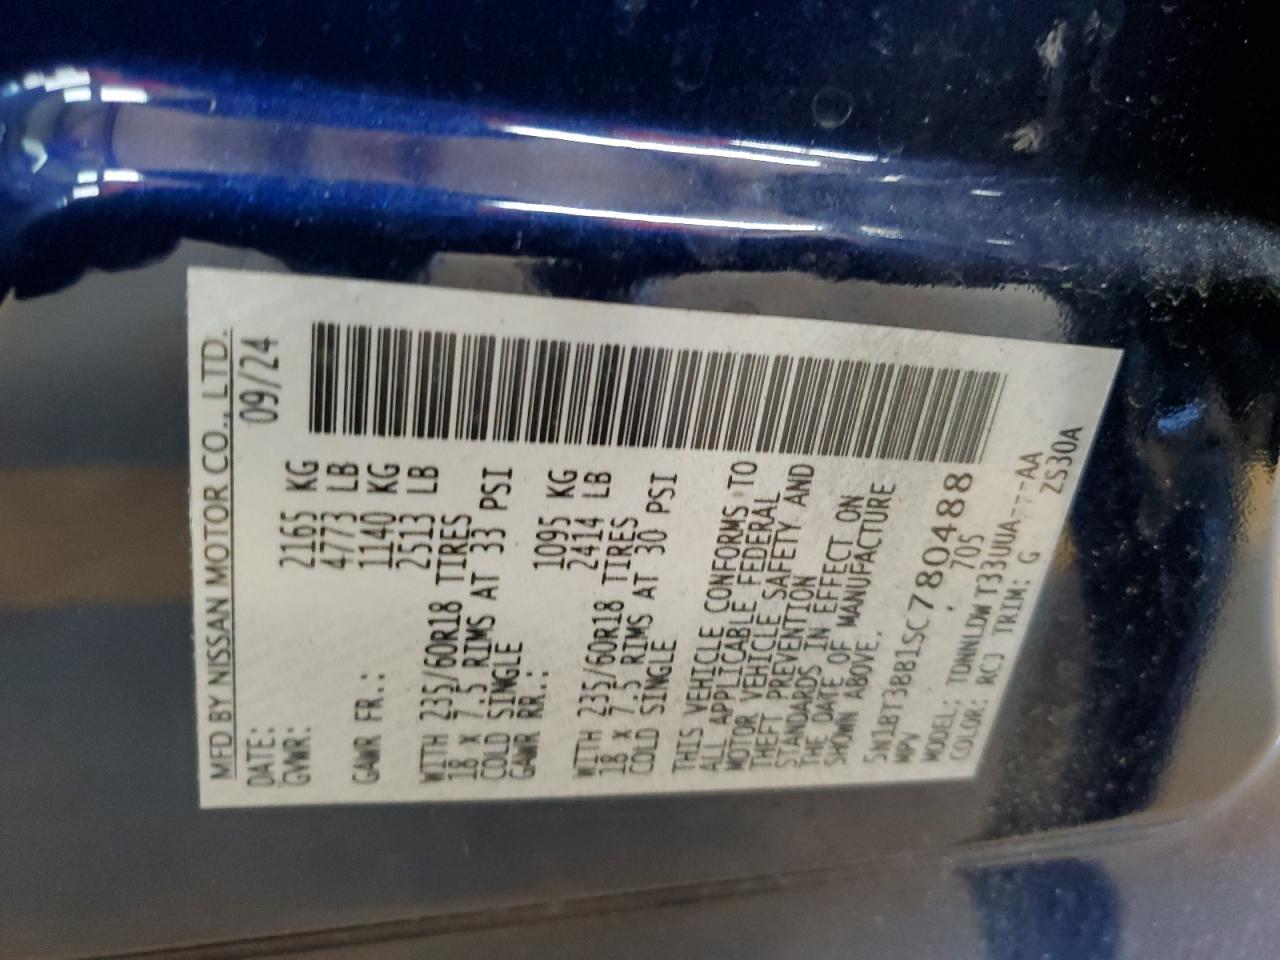 MFD BY NISSAN MOTOR CO., LTD.
DATE: 09/24
GVWR: 2165 KG
4773 LB
GAWR FR.: 1140 KG
2513 LB
WITH 235/60R18 TIRES
18 X 7.5 RIMS AT 33 PSI
COLD SINGLE
GAWR RR.: 1095 KG
2414 LB
WITH 235/60R18 TIRES
18 X 7.5 RIMS AT 30 PSI
COLD SINGLE
THIS VEHICLE CONFORMS TO
ALL APPLICABLE FEDERAL
MOTOR VEHICLE SAFETY AND
THEFT PREVENTION
STANDARDS IN EFFECT ON
THE DATE OF MANUFACTURE
SHOWN ABOVE.
5N1BT3BB1SC780488
MPV 705
MODEL: TDNNLDWT33UUA---AA
COLOR: RCJ TRIM: G ZS30A